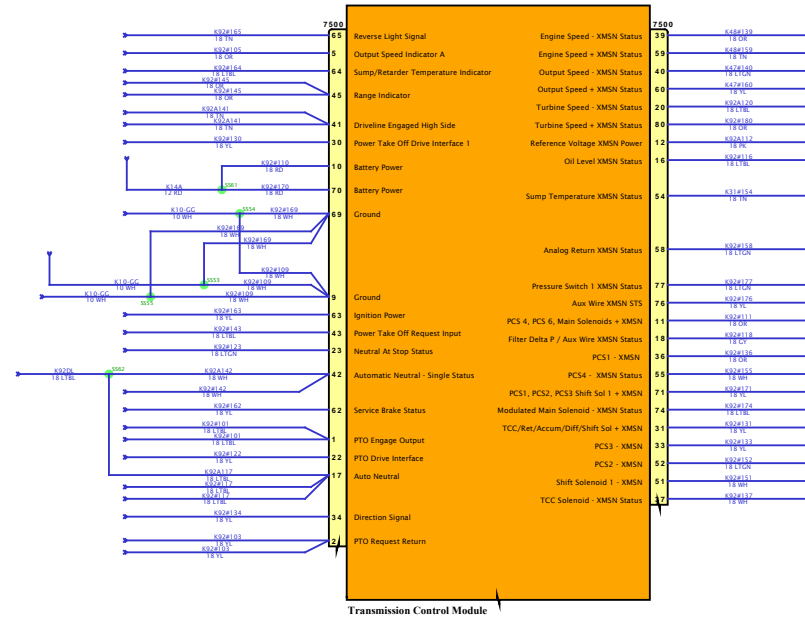 7500
7500
K92#165
18 TN
65 Reverse Light Signal
K92#105
18 OR
5 Output Speed Indicator A
K92#164
18 LTBL
64 Sump/Retarder Temperature Indicator
K92#145
18 OR
K92#145
18 OR
45 Range Indicator
K92A141
18 TN
K92A141
18 TN
41 Driveline Engaged High Side
K92#130
18 YL
30 Power Take Off Drive Interface 1
K92#110
18 RD
10 Battery Power
K14A
12 RD
SS61
K92#170
18 RD
70 Battery Power
K10-GG
10 WH
SS54
K92#169
18 WH
69 Ground
K92#169
18 WH
K92#169
18 WH
K92#109
18 WH
K10-GG
10 WH
SS53
K92#109
18 WH
K10-GG
10 WH
SS55
K92#109
18 WH
9 Ground
K92#163
18 YL
63 Ignition Power
K92#143
18 LTBL
43 Power Take Off Request Input
K92#123
18 LTGN
23 Neutral At Stop Status
K92DL
18 LTBL
SS62
K92A142
18 WH
42 Automatic Neutral - Single Status
K92#142
18 WH
K92#162
18 YL
62 Service Brake Status
K92#101
18 LTBL
K92#101
18 LTBL
1 PTO Engage Output
K92#122
18 YL
22 PTO Drive Interface
K92A117
18 LTBL
17 Auto Neutral
K92#117
18 LTBL
K92#117
18 LTBL
K92#134
18 YL
34 Direction Signal
K92#103
18 YL
2 PTO Request Return
K92#103
18 YL
Engine Speed - XMSN Status 39
K48#139
18 OR
Engine Speed + XMSN Status 59
K48#159
18 TN
Output Speed - XMSN Status 40
K47#140
18 LTGN
Output Speed + XMSN Status 60
K47#160
18 YL
Turbine Speed - XMSN Status 20
K92A120
18 LTBL
Turbine Speed + XMSN Status 80
K92#180
18 OR
Reference Voltage XMSN Power 12
K92A112
18 PK
Oil Level XMSN Status 16
K92#116
18 LTBL
Sump Temperature XMSN Status 54
K31#154
18 TN
Analog Return XMSN Status 58
K92#158
18 LTGN
Pressure Switch 1 XMSN Status 77
K92#177
18 LTGN
Aux Wire XMSN STS 76
K92#176
18 YL
PCS 4, PCS 6, Main Solenoids + XMSN 11
K92#111
18 OR
Filter Delta P / Aux Wire XMSN Status 18
K92#118
18 GY
PCS1 - XMSN 36
K92#136
18 OR
PCS4 - XMSN Status 55
K92#155
18 WH
PCS1, PCS2, PCS3 Shift Sol 1 + XMSN 71
K92#171
18 YL
Modulated Main Solenoid - XMSN Status 74
K92#174
18 LTBL
TCC/Ret/Accum/Diff/Shift Sol + XMSN 31
K92#131
18 YL
PCS3 - XMSN 33
K92#133
18 YL
PCS2 - XMSN 52
K92#152
18 LTGN
Shift Solenoid 1 - XMSN 51
K92#151
18 WH
TCC Solenoid - XMSN Status 37
K92#137
18 WH
Transmission Control Module